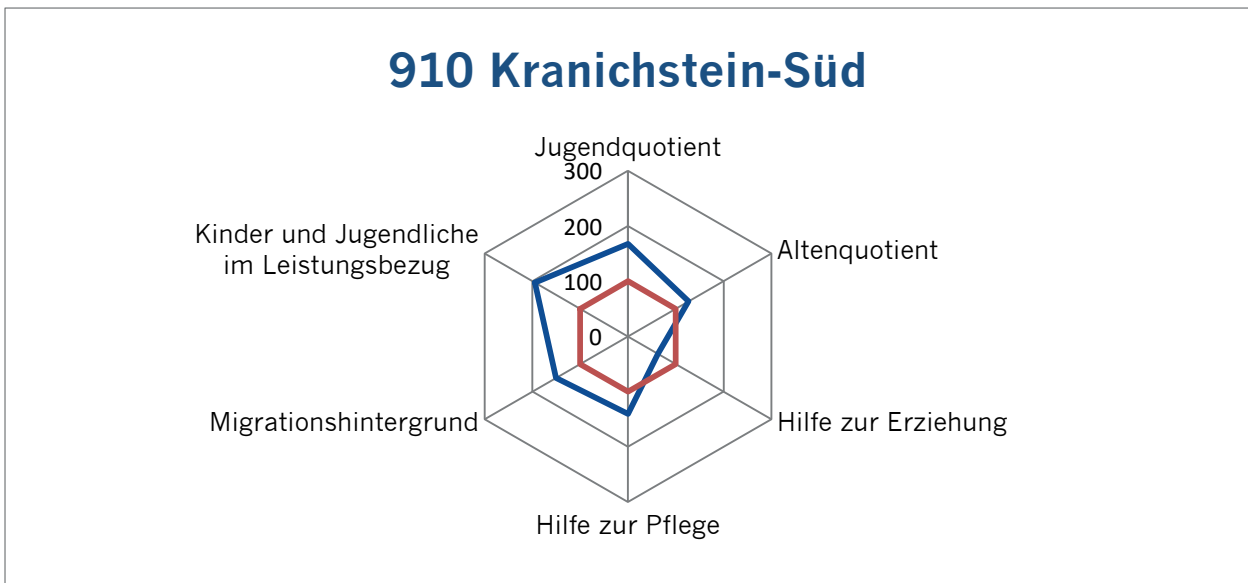 910 Kranichstein-Süd
Jugendquotient
300
200
100
0
Kinder und Jugendliche
im Leistungsbezug
Altenquotient
Migrationshintergrund
Hilfe zur Erziehung
Hilfe zur Pflege